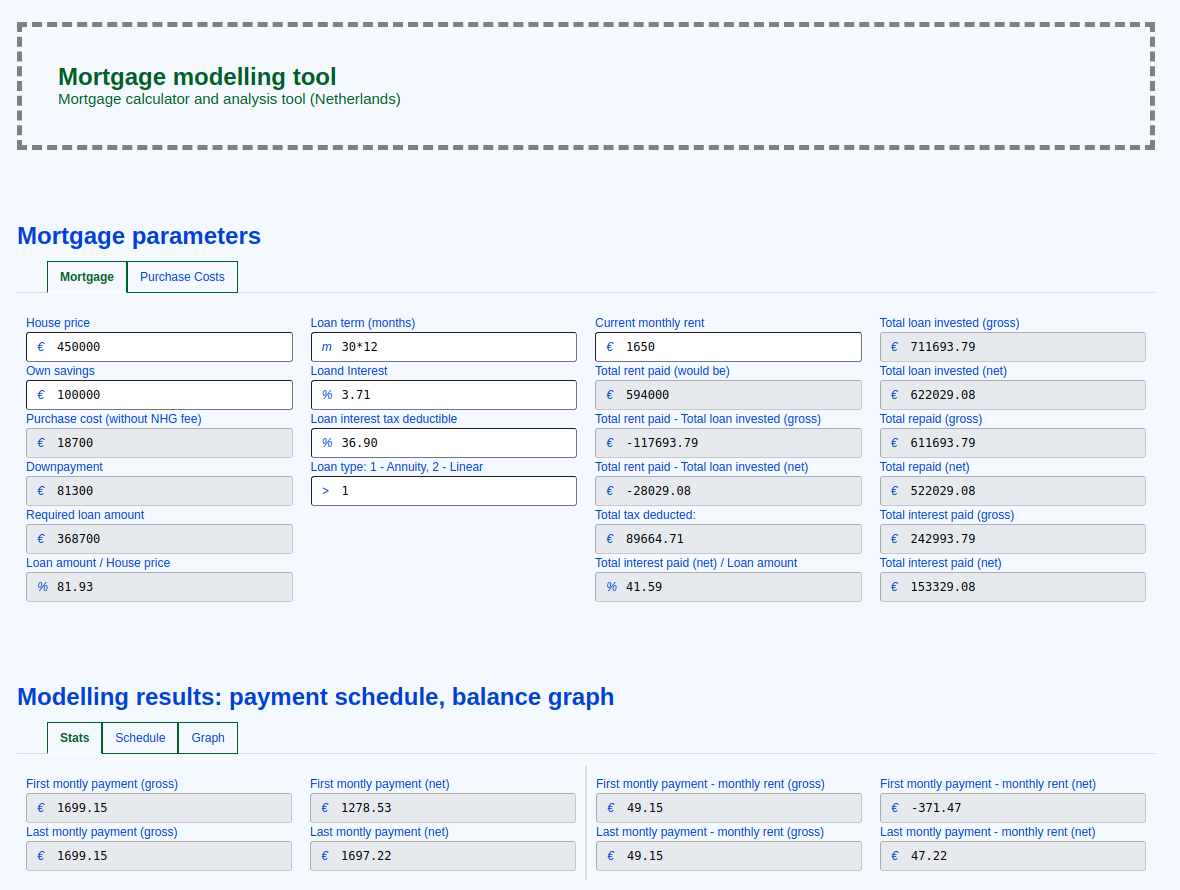 Mortgage modelling tool
Mortgage calculator and analysis tool (Netherlands)
Mortgage parameters
Mortgage
Purchase Costs
House price
€ 450000
Own savings
€ 100000
Purchase cost (without NHG fee)
€ 18700
Downpayment
€ 81300
Required loan amount
€ 368700
Loan amount / House price
% 81.93
Loan term (months)
m 30*12
Loand Interest
% 3.71
Loan interest tax deductible
% 36.90
Loan type: 1 - Annuity, 2 - Linear
> 1
Current monthly rent
€ 1650
Total rent paid (would be)
€ 594000
Total rent paid - Total loan invested (gross)
€ -117693.79
Total rent paid - Total loan invested (net)
€ -28029.08
Total tax deducted:
€ 89664.71
Total interest paid (net) / Loan amount
% 41.59
Total loan invested (gross)
€ 711693.79
Total loan invested (net)
€ 622029.08
Total repaid (gross)
€ 611693.79
Total repaid (net)
€ 522029.08
Total interest paid (gross)
€ 242993.79
Total interest paid (net)
€ 153329.08
Modelling results: payment schedule, balance graph
Stats
Schedule
Graph
First montly payment (gross)
€ 1699.15
Last montly payment (gross)
€ 1699.15
First montly payment (net)
€ 1278.53
Last montly payment (net)
€ 1697.22
First montly payment - monthly rent (gross)
€ 49.15
Last montly payment - monthly rent (gross)
€ 49.15
First montly payment - monthly rent (net)
€ -371.47
Last montly payment - monthly rent (net)
€ 47.22